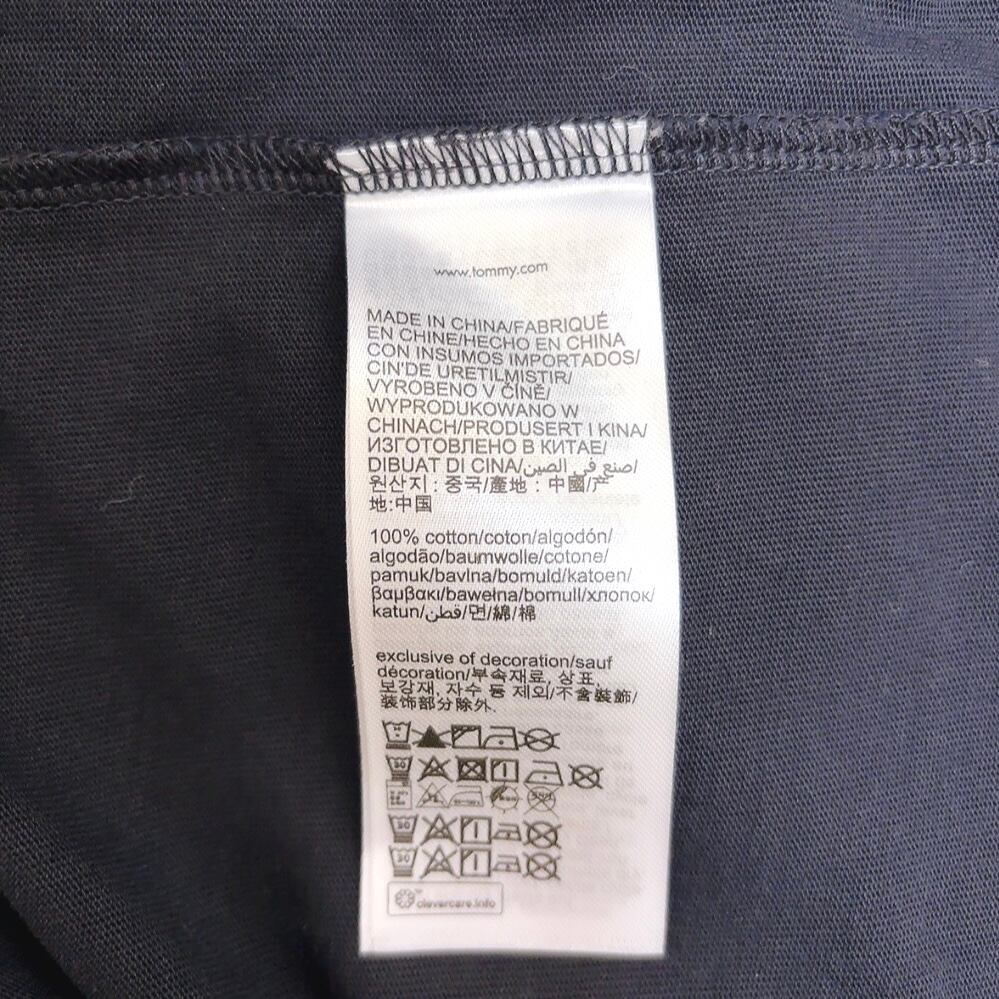 www.tommy.com
MADE IN CHINA/FABRIQUÉ
EN CHINE/HECHO EN CHINA
CON INSUMOS IMPORTADOS/
CIN'DE URETILMISTIR/
VYROBENO V ČÍNĚ/
WYPRODUKOWANO W
CHINACH/PRODUSERT I KINA/
ИЗГОТОВЛЕНО В КИТАЕ/
DIBUAT DI CINA/صنع في الصين/
원산지 : 중국/產地 : 中國/产
地:中国
100% cotton/coton/algodón/
algodão/baumwolle/cotone/
pamuk/bavlna/bomuld/katoen/
βαμβακι/bawełna/bomull/хлопок/
katun/قطن/면/綿/棉
exclusive of decoration/sauf
décoration/부속재료, 상표,
보강재, 자수 등 제외/不含裝飾/
装饰部分除外.
30
30
30
clevercare.info